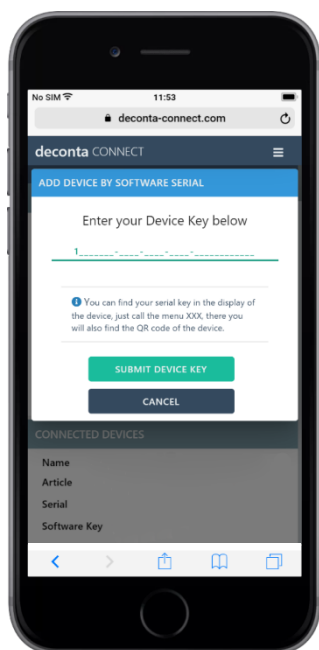 No SIM 11:53
deconta-connect.com
deconta CONNECT
ADD DEVICE BY SOFTWARE SERIAL
Enter your Device Key below
1_______-____-____-____-____________
You can find your serial key in the display of
the device, just call the menu XXX, there you
will also find the QR code of the device.
SUBMIT DEVICE KEY
CANCEL
CONNECTED DEVICES
Name
Article
Serial
Software Key